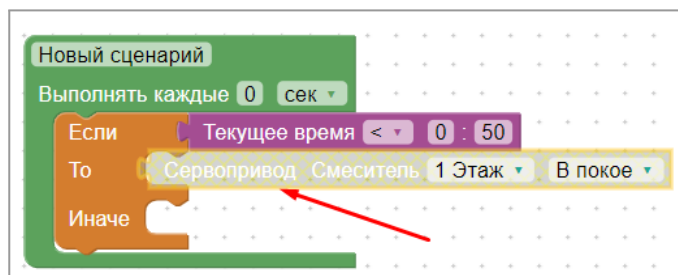 Новый сценарий
Выполнять каждые 0 сек
Если Текущее время < 0 : 50
То Сервопривод Смеситель 1 Этаж В покое
Иначе